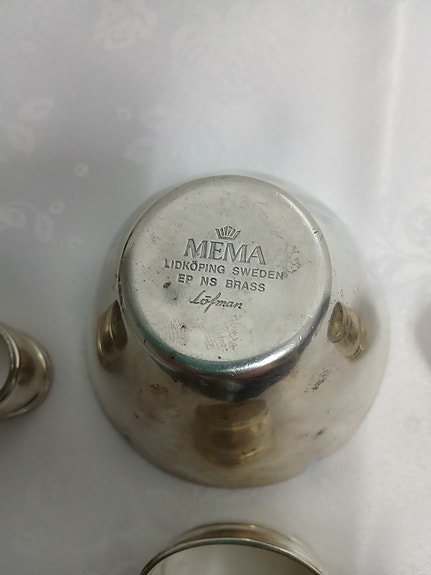 MEMA
LIDKÖPING SWEDEN
EP NS BRASS
Löfman